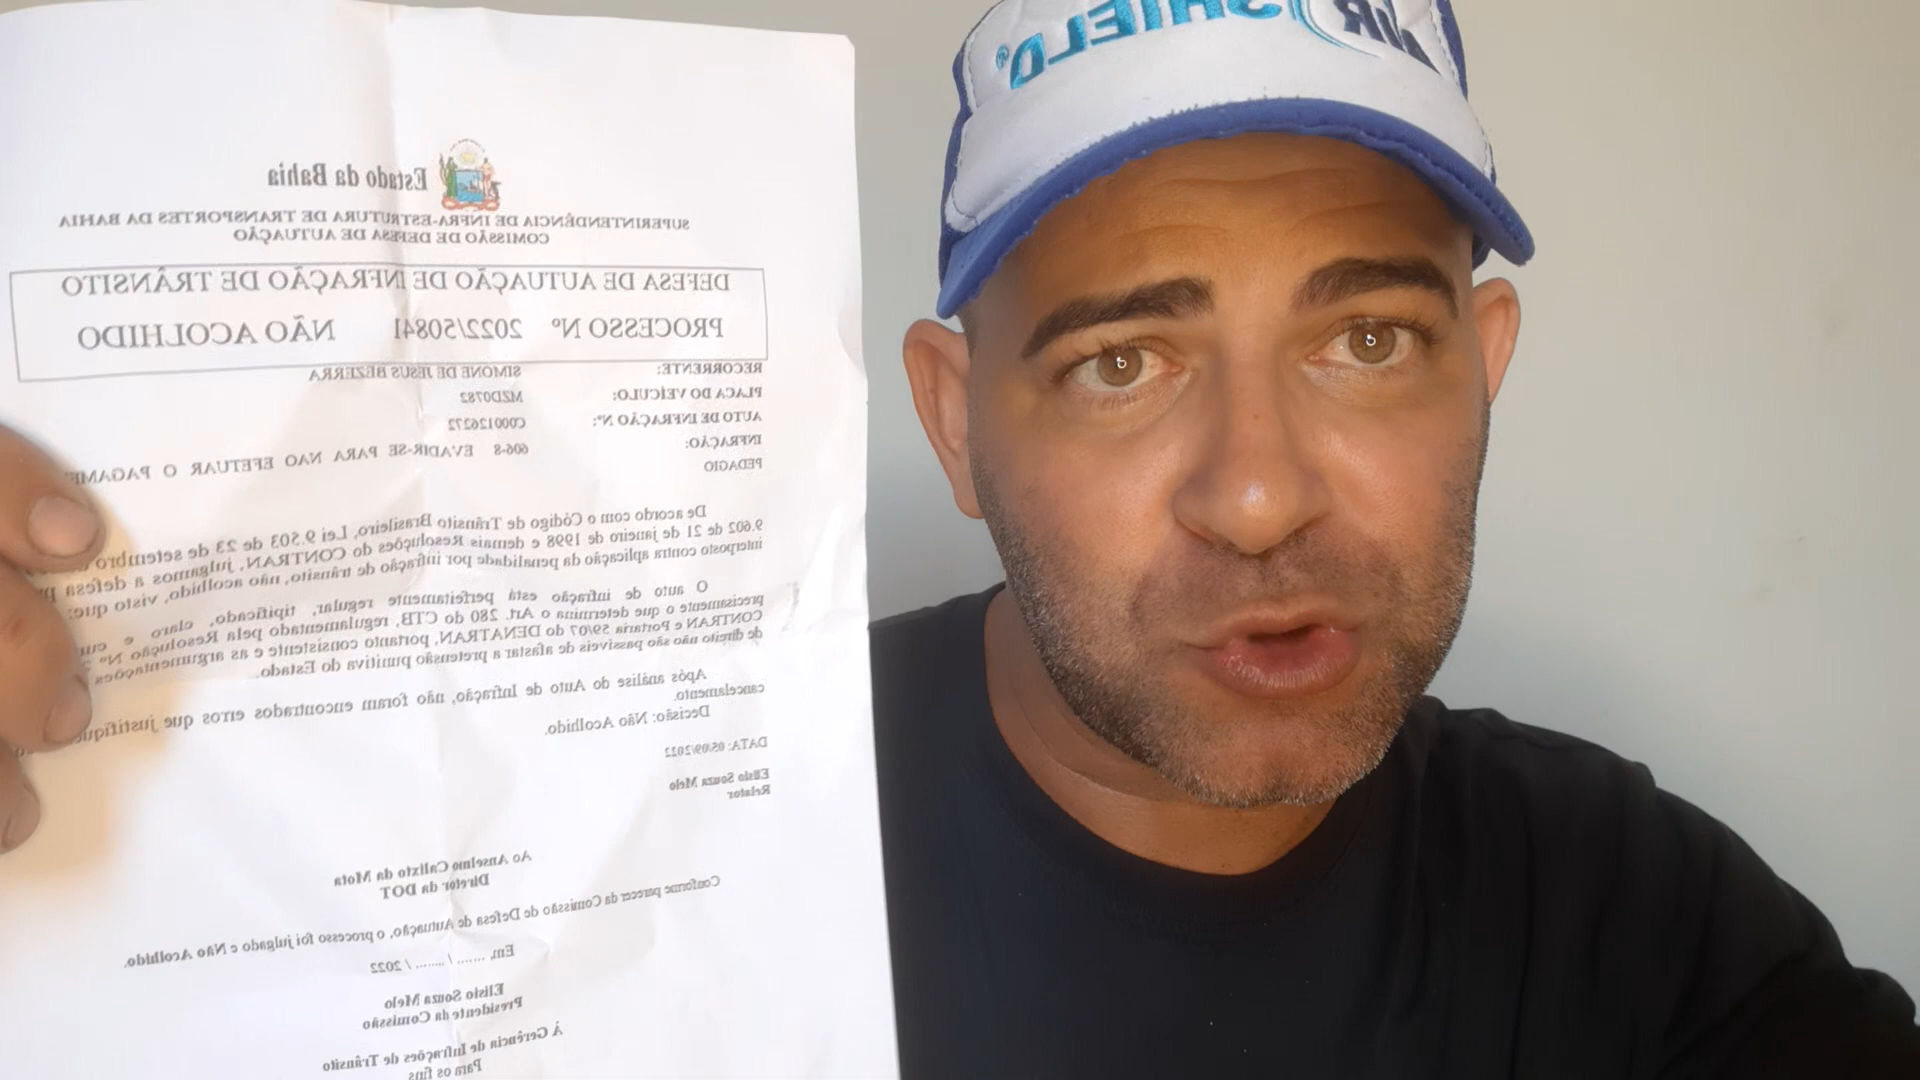 AIR SHIELD®
Estado da Bahia
SUPERINTENDÊNCIA DE INFRA-ESTRUTURA DE TRANSPORTES DA BAHIA
COMISSÃO DE DEFESA DE AUTUAÇÃO
DEFESA DE AUTUAÇÃO DE INFRAÇÃO DE TRÂNSITO
PROCESSO Nº 2022/50841 NÃO ACOLHIDO
RECORRENTE: SIMONE DE JESUS BEZERRA
PLACA DO VEÍCULO: MZD0782
AUTO DE INFRAÇÃO Nº: C000126272
INFRAÇÃO: 606-8 EVADIR-SE PARA NAO EFETUAR O PAGAME
PEDAGIO
De acordo com o Código de Trânsito Brasileiro, Lei 9.503 de 23 de setembro
9.602 de 21 de janeiro de 1998 e demais Resoluções do CONTRAN, julgamos a defesa
interposto contra aplicação da penalidade por infração de trânsito, não acolhido, visto que:
O auto de infração está perfeitamente regular, tipificado, claro e
precisamente o que determina o Art. 280 do CTB, regulamentado pela Resolução Nº
CONTRAN e Portaria 59/07 do DENATRAN, portanto consistente e as argumentações
de direito não são passíveis de afastar a pretensão punitiva do Estado.
Após análise do Auto de Infração, não foram encontrados erros que
cancelamento.
Decisão: Não Acolhido.
DATA: 05/09/2022
Elisio Souza Melo
Relator
Ao Anselmo Calixto da Mota
Diretor da DOT
Conforme parecer da Comissão de Defesa de Autuação, o processo foi julgado e Não Acolhido.
Em, ....... / ....... / 2022
Elisio Souza Melo
Presidente da Comissão
À Gerência de Infrações de Trânsito
Para os fins